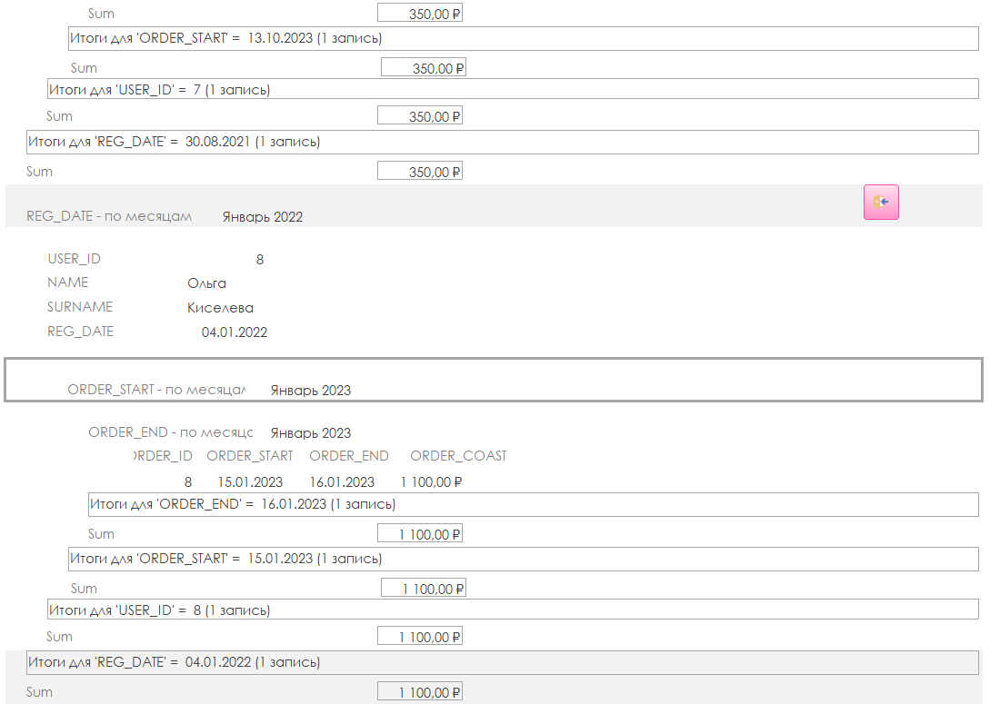 Sum 350,00 ₽
Итоги для 'ORDER_START' = 13.10.2023 (1 запись)
Sum 350,00 ₽
Итоги для 'USER_ID' = 7 (1 запись)
Sum 350,00 ₽
Итоги для 'REG_DATE' = 30.08.2021 (1 запись)
Sum 350,00 ₽
REG_DATE - по месяцам Январь 2022
USER_ID 8
NAME Ольга
SURNAME Киселева
REG_DATE 04.01.2022
ORDER_START - по месяцам Январь 2023
ORDER_END - по месяца Январь 2023
ORDER_ID ORDER_START ORDER_END ORDER_COAST
8 15.01.2023 16.01.2023 1 100,00 ₽
Итоги для 'ORDER_END' = 16.01.2023 (1 запись)
Sum 1 100,00 ₽
Итоги для 'ORDER_START' = 15.01.2023 (1 запись)
Sum 1 100,00 ₽
Итоги для 'USER_ID' = 8 (1 запись)
Sum 1 100,00 ₽
Итоги для 'REG_DATE' = 04.01.2022 (1 запись)
Sum 1 100,00 ₽